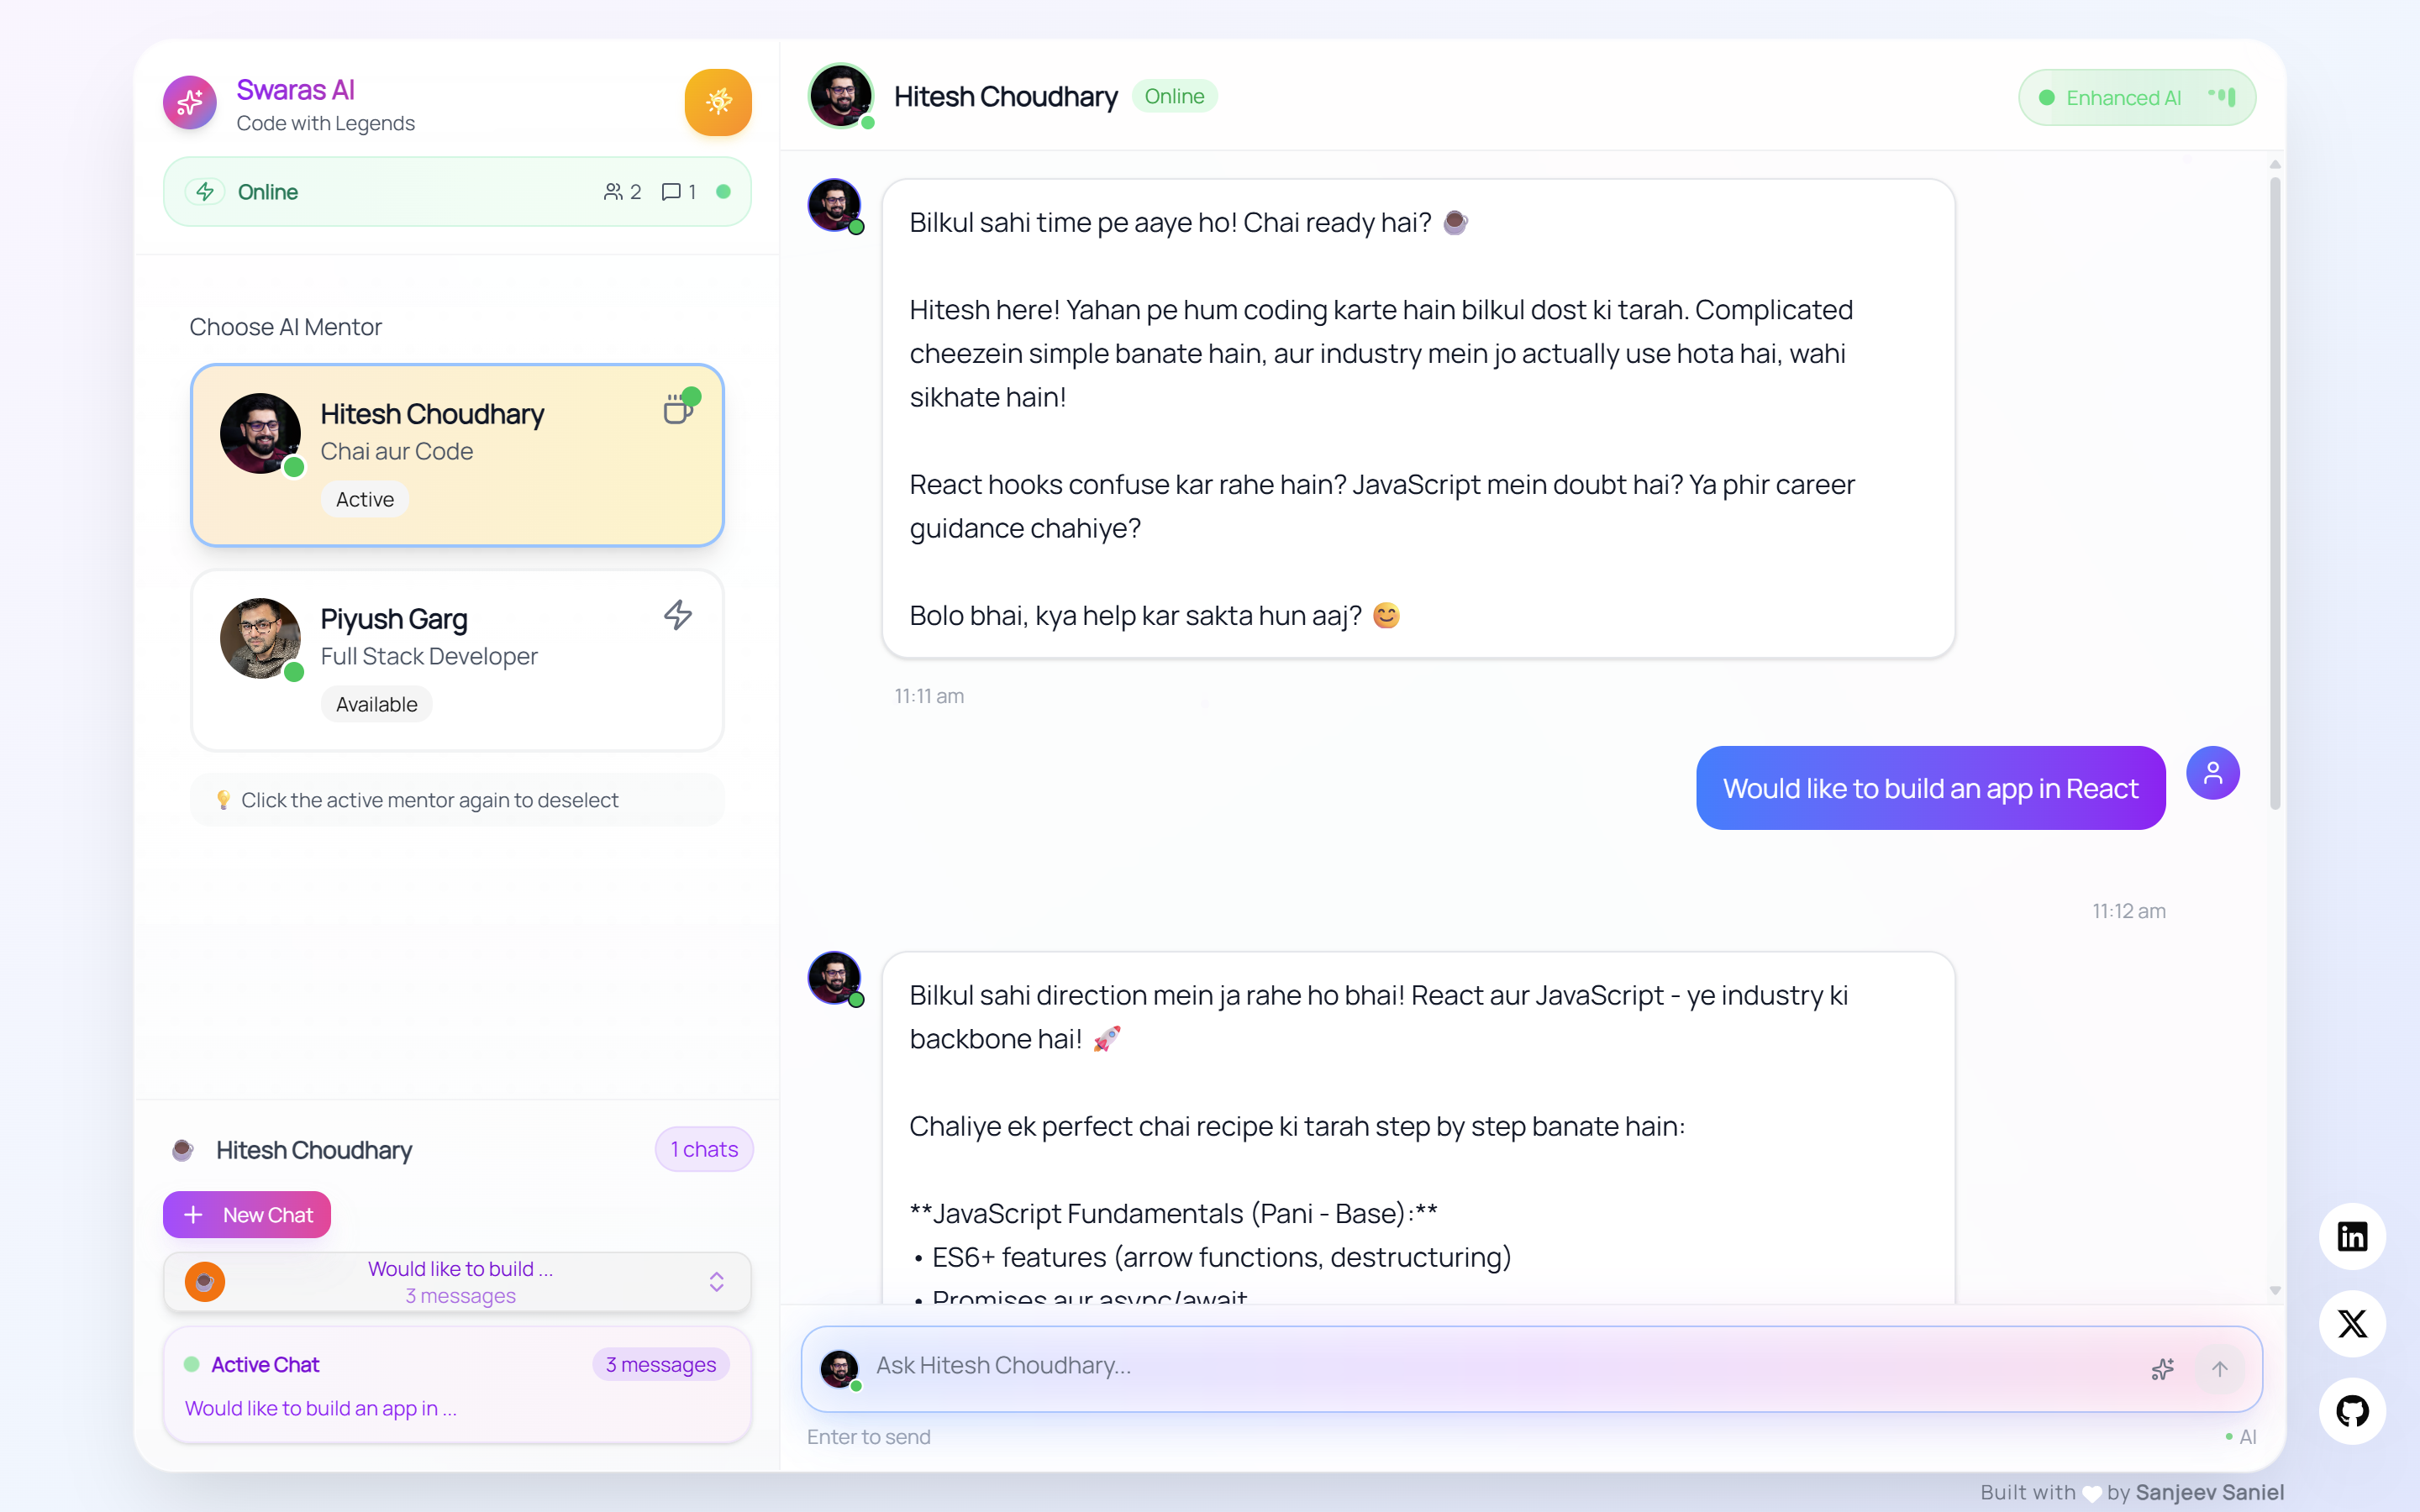 Swaras AI
Code with Legends
Online
2
1
Choose AI Mentor
Hitesh Choudhary
Chai aur Code
Active
Piyush Garg
Full Stack Developer
Available
💡 Click the active mentor again to deselect
Hitesh Choudhary
1 chats
New Chat
Would like to build ...
3 messages
Active Chat
3 messages
Would like to build an app in ...
Hitesh Choudhary
Online
Enhanced AI
Bilkul sahi time pe aaye ho! Chai ready hai? ☕
Hitesh here! Yahan pe hum coding karte hain bilkul dost ki tarah. Complicated
cheezein simple banate hain, aur industry mein jo actually use hota hai, wahi
sikhate hain!
React hooks confuse kar rahe hain? JavaScript mein doubt hai? Ya phir career
guidance chahiye?
Bolo bhai, kya help kar sakta hun aaj? 😊
11:11 am
Would like to build an app in React
11:12 am
Bilkul sahi direction mein ja rahe ho bhai! React aur JavaScript - ye industry ki
backbone hai! 🚀
Chaliye ek perfect chai recipe ki tarah step by step banate hain:
**JavaScript Fundamentals (Pani - Base):**
• ES6+ features (arrow functions, destructuring)
• Promises aur async/await
Ask Hitesh Choudhary...
Enter to send
AI
in
X
Built with 🤍 by Sanjeev Saniel